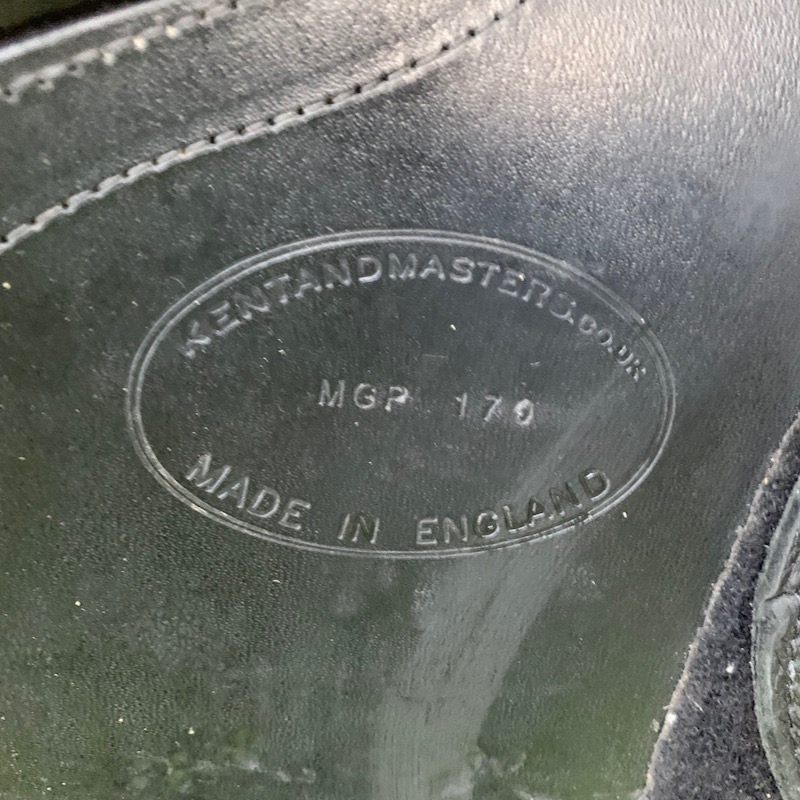 KENTANDMASTERS.CO.UK
MGP 170
MADE IN ENGLAND